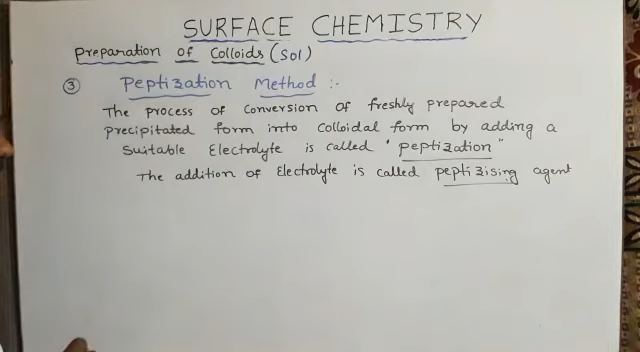 SURFACE CHEMISTRY
Preparation of Colloids (Sol)
③ Peptization Method :-
The process of conversion of freshly prepared
precipitated form into Colloidal form by adding a
Suitable Electrolyte is called "peptization"
The addition of Electrolyte is called peptizising agent